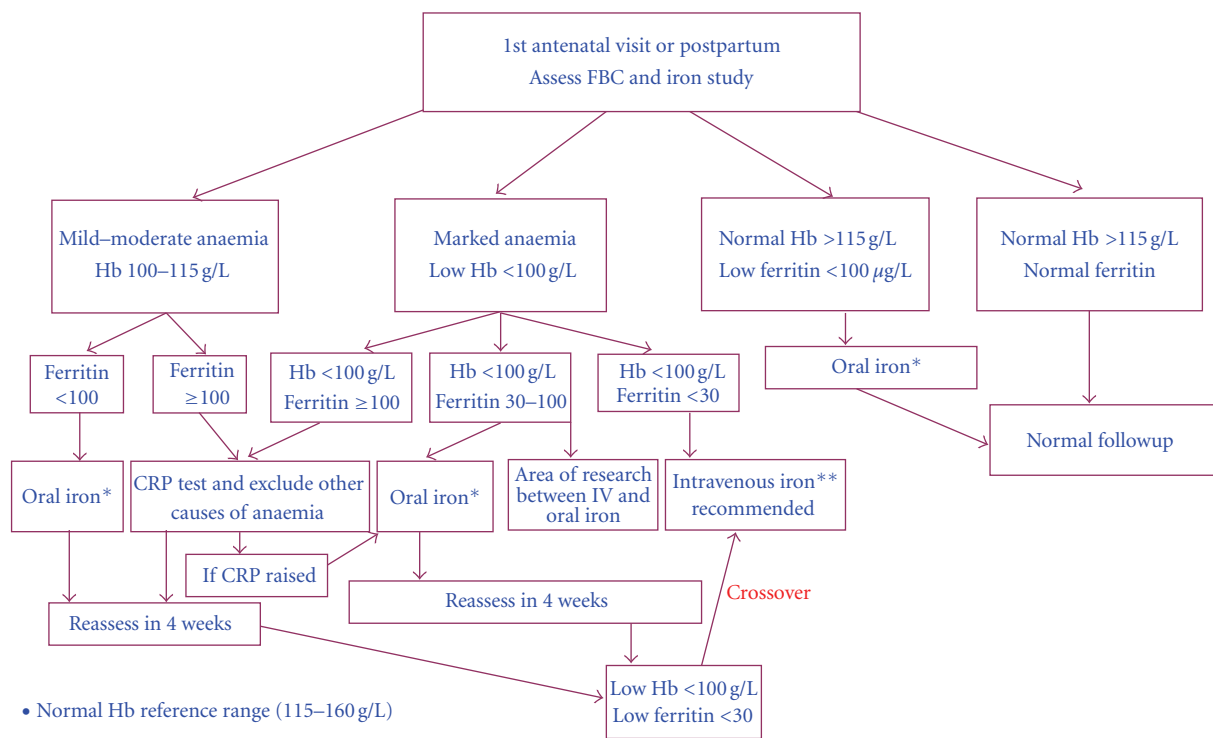 1st antenatal visit or postpartum
Assess FBC and iron study
Mild–moderate anaemia
Hb 100–115 g/L
Marked anaemia
Low Hb <100 g/L
Normal Hb >115 g/L
Low ferritin <100 µg/L
Normal Hb >115 g/L
Normal ferritin
Ferritin
<100
Ferritin
≥100
Hb <100 g/L
Ferritin ≥100
Hb <100 g/L
Ferritin 30–100
Hb <100 g/L
Ferritin <30
Oral iron*
Normal followup
Oral iron*
CRP test and exclude other
causes of anaemia
Oral iron*
Area of research
between IV and
oral iron
Intravenous iron**
recommended
If CRP raised
Reassess in 4 weeks
Crossover
Reassess in 4 weeks
Low Hb <100 g/L
Low ferritin <30
• Normal Hb reference range (115–160 g/L)